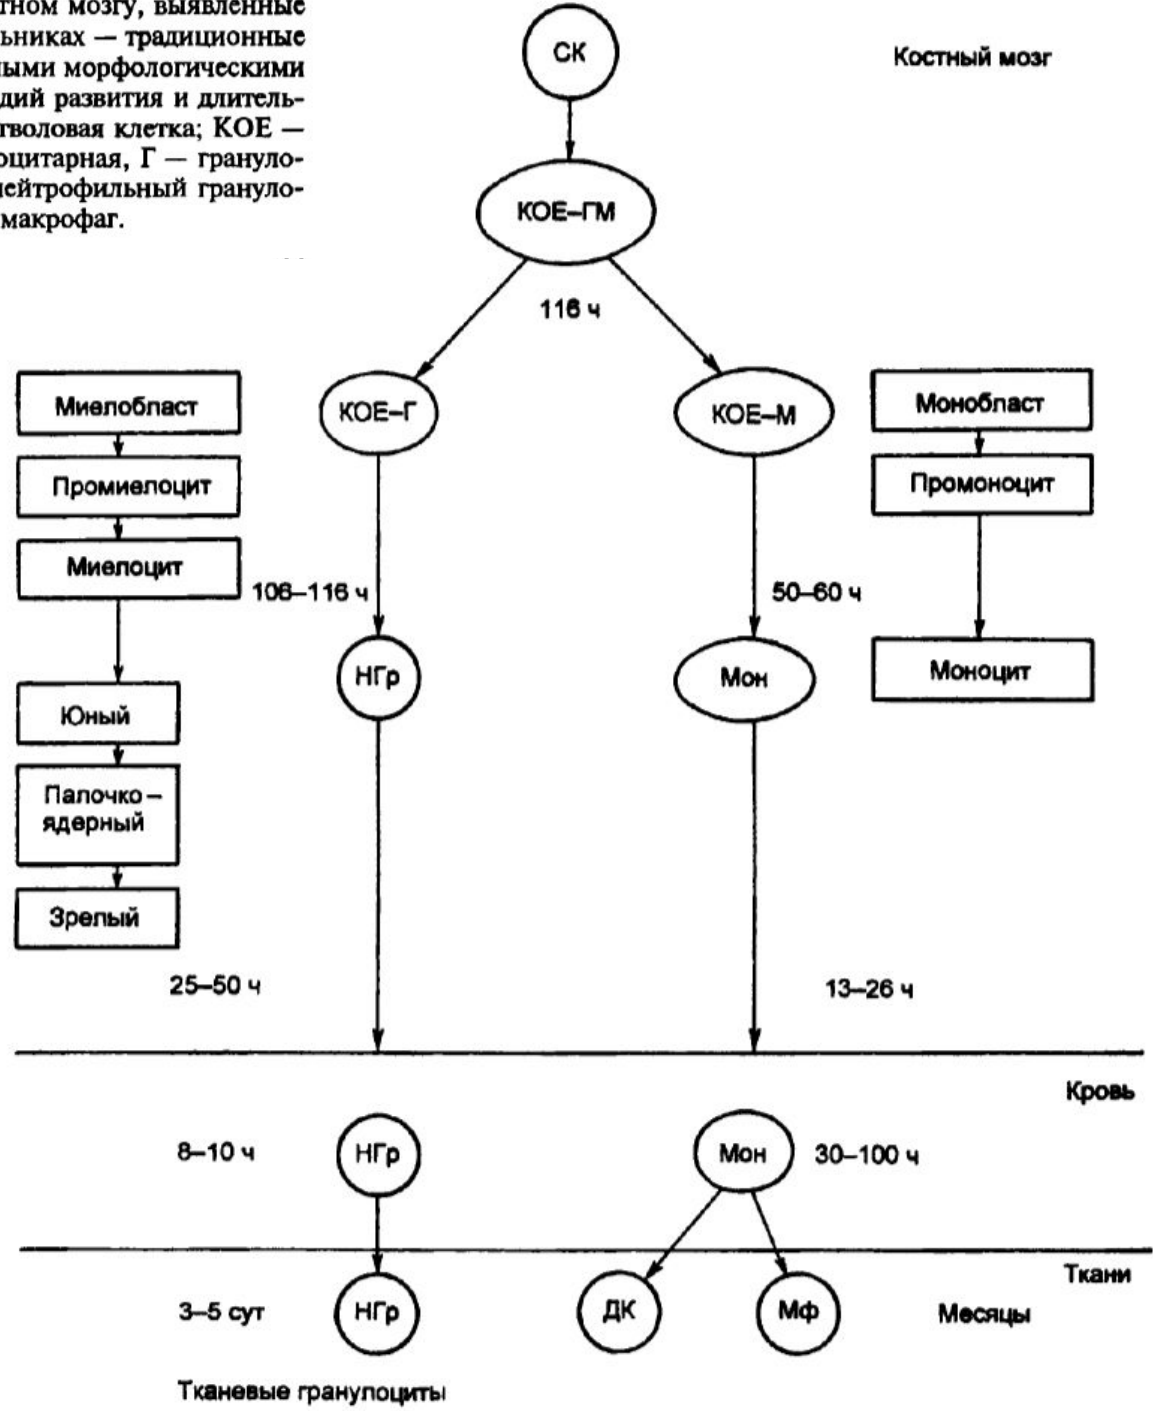 тном мозгу, выявленные
ьниках — традиционные
ыми морфологическими
дий развития и длитель-
тволовая клетка; КОЕ —
оцитарная, Г — грануло-
нейтрофильный грануло-
макрофаг.
СК
Костный мозг
КОЕ–ГМ
116 ч
Миелобласт
КОЕ–Г
КОЕ–М
Монобласт
Промиелоцит
Промоноцит
Миелоцит
106–116 ч
50–60 ч
НГр
Мон
Моноцит
Юный
Палочко–
ядерный
Зрелый
25–50 ч
13–26 ч
Кровь
8–10 ч
НГр
Мон
30–100 ч
Ткани
3–5 сут
НГр
ДК
Мф
Месяцы
Тканевые гранулоциты